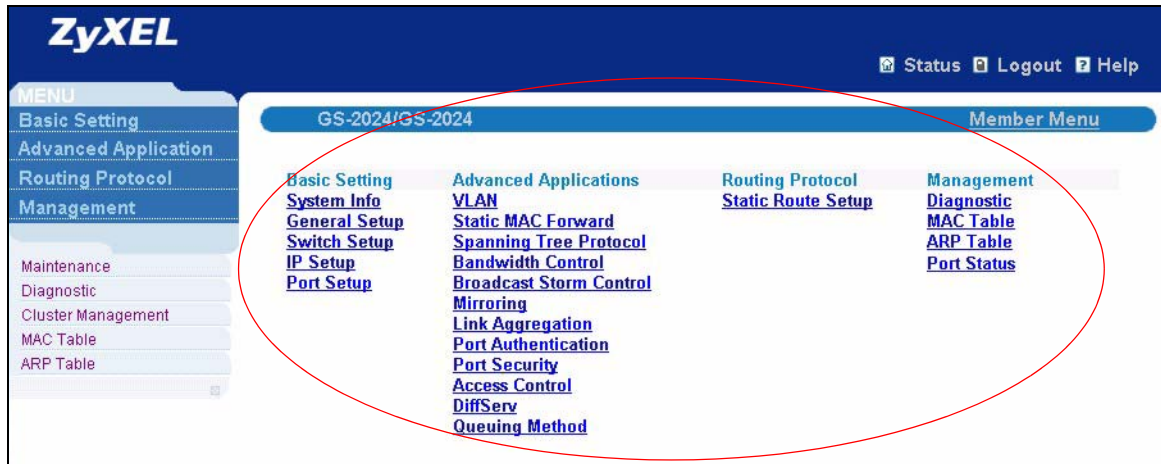 ZyXEL
Status Logout Help
MENU
Basic Setting
Advanced Application
Routing Protocol
Management
Maintenance
Diagnostic
Cluster Management
MAC Table
ARP Table
GS-2024/GS-2024 Member Menu
Basic Setting
System Info
General Setup
Switch Setup
IP Setup
Port Setup
Advanced Applications
VLAN
Static MAC Forward
Spanning Tree Protocol
Bandwidth Control
Broadcast Storm Control
Mirroring
Link Aggregation
Port Authentication
Port Security
Access Control
DiffServ
Queuing Method
Routing Protocol
Static Route Setup
Management
Diagnostic
MAC Table
ARP Table
Port Status